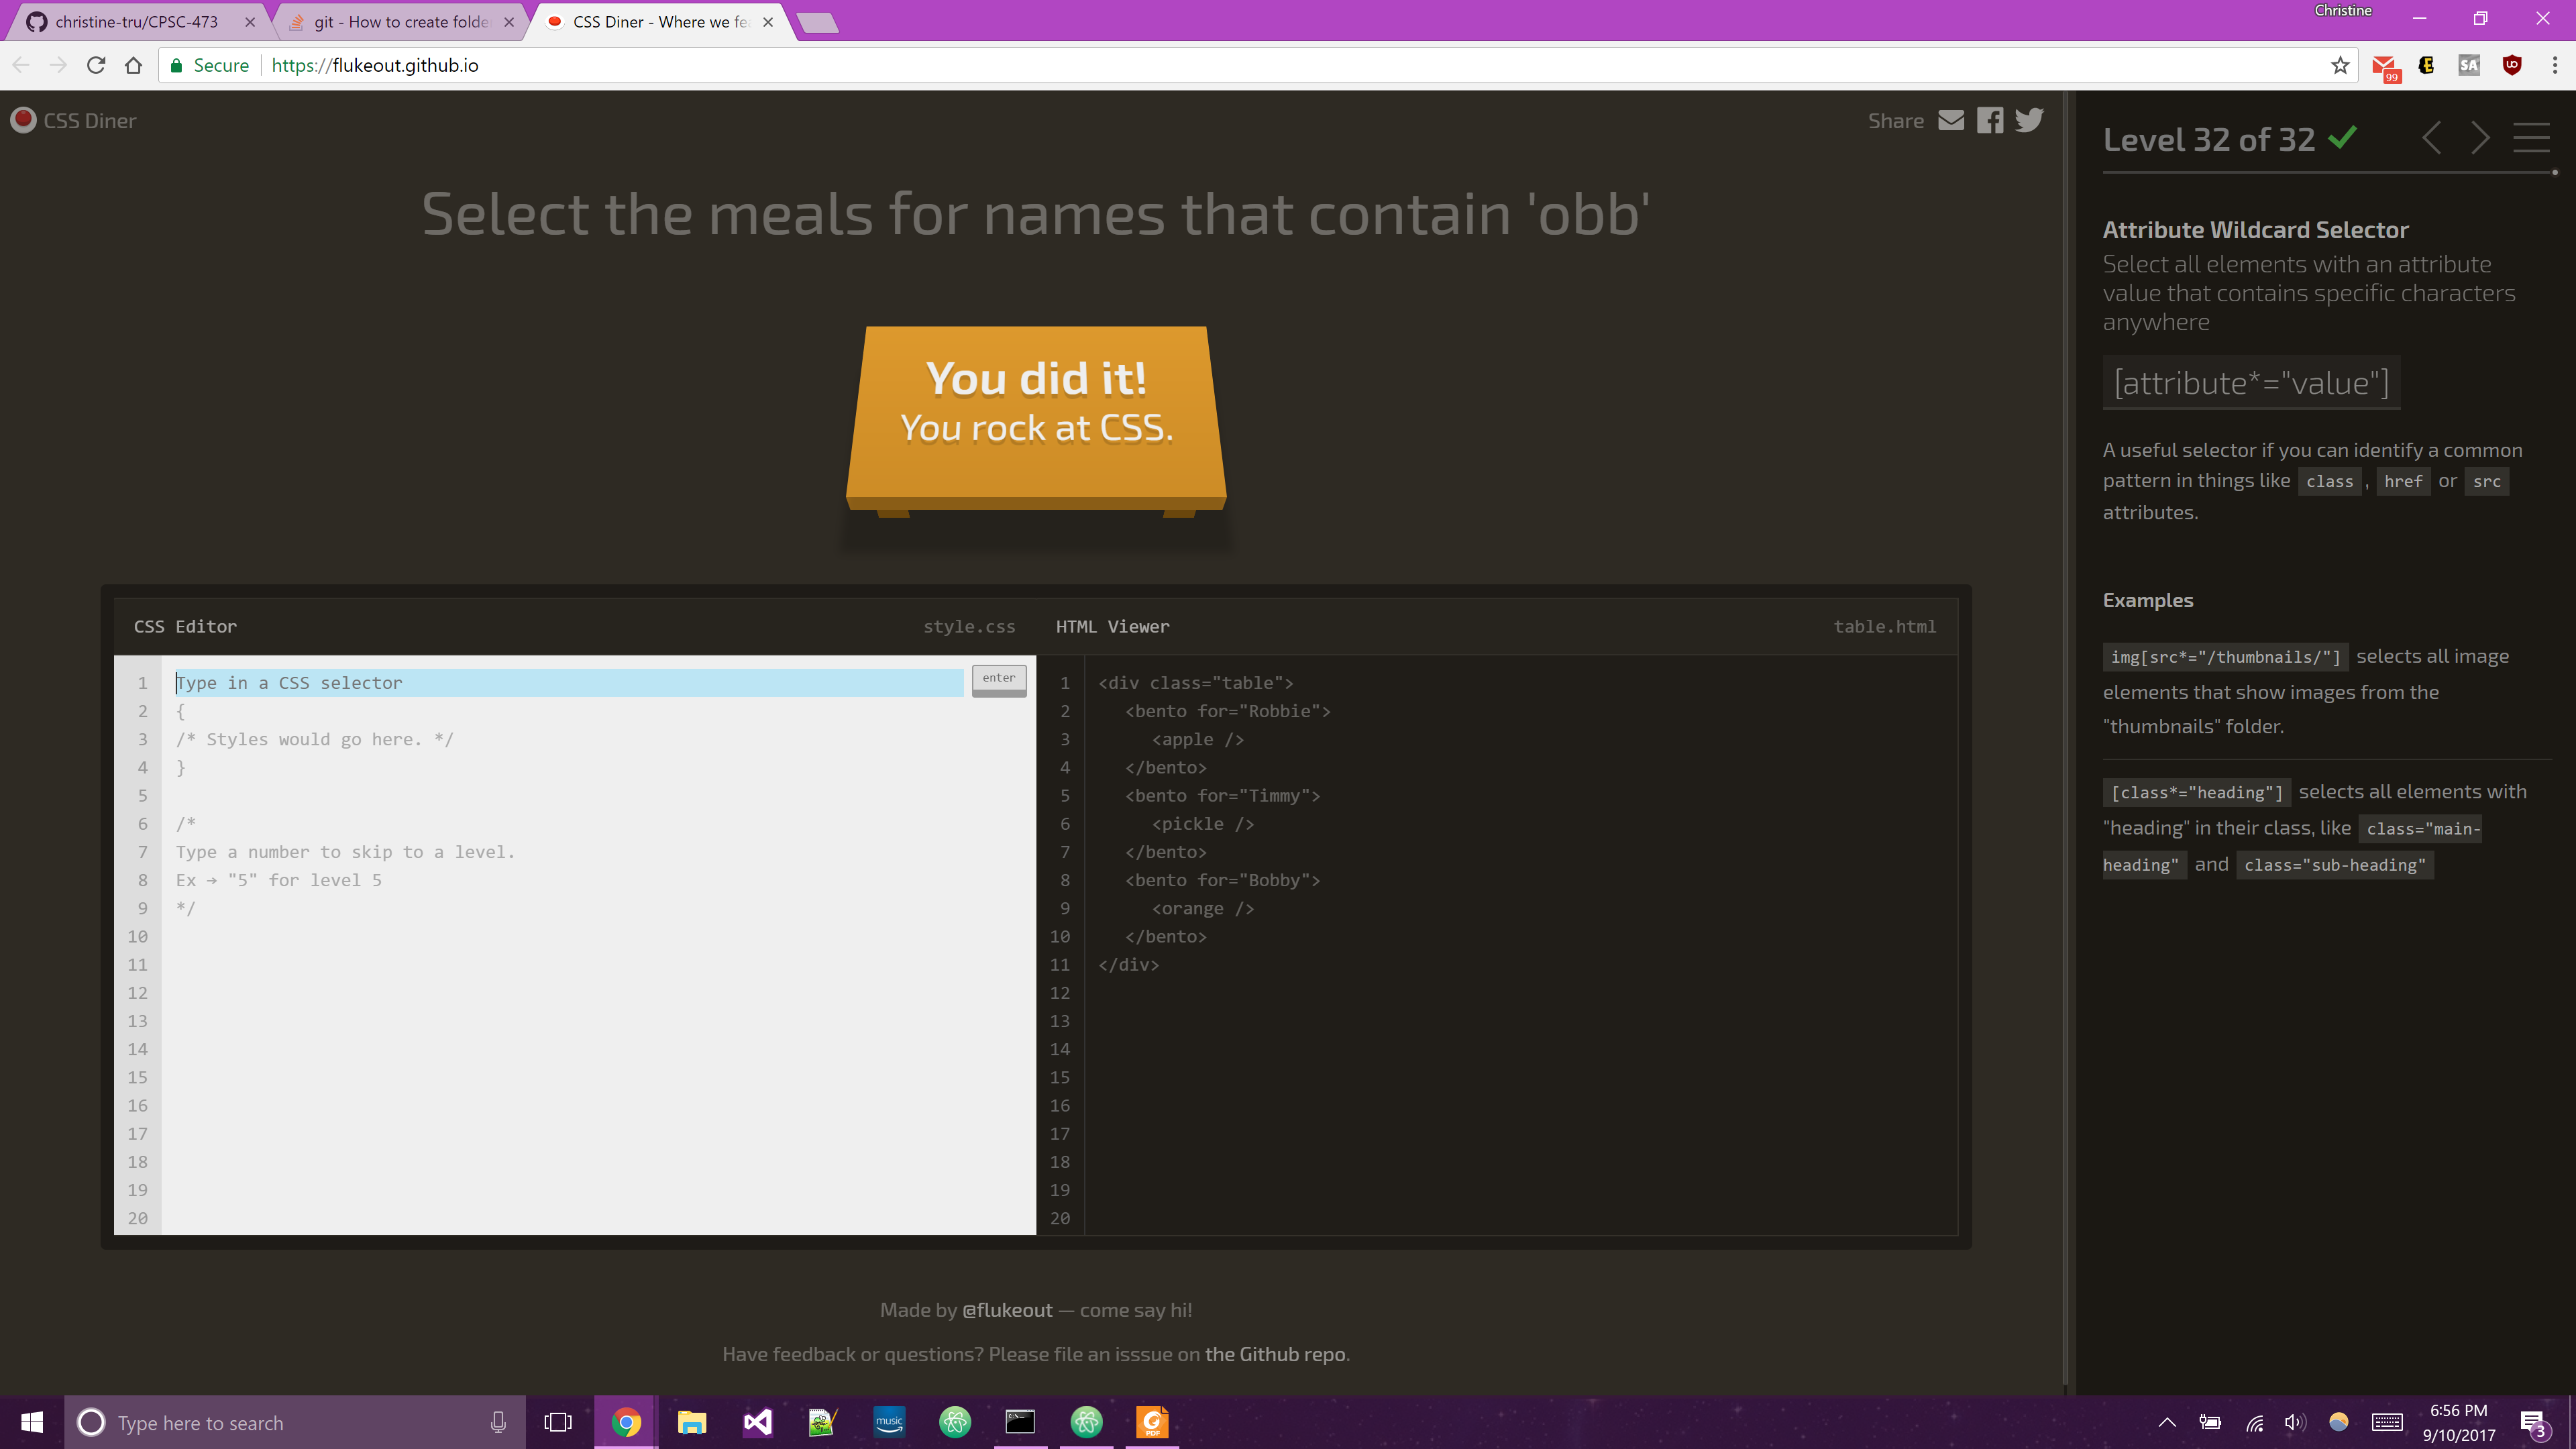 christine-tru/CPSC-473
git - How to create folde
CSS Diner - Where we fe
Christine
Secure
https://flukeout.github.io
99
SA
CSS Diner
Share
Select the meals for names that contain 'obb'
You did it!
You rock at CSS.
CSS Editor
style.css
1 Type in a CSS selector
enter
2 {
3 /* Styles would go here. */
4 }
5
6 /*
7 Type a number to skip to a level.
8 Ex → "5" for level 5
9 */
10
11
12
13
14
15
16
17
18
19
20
HTML Viewer
table.html
1 <div class="table">
2 <bento for="Robbie">
3 <apple />
4 </bento>
5 <bento for="Timmy">
6 <pickle />
7 </bento>
8 <bento for="Bobby">
9 <orange />
10 </bento>
11 </div>
12
13
14
15
16
17
18
19
20
Made by @flukeout — come say hi!
Have feedback or questions? Please file an isssue on the Github repo.
Level 32 of 32
Attribute Wildcard Selector
Select all elements with an attribute
value that contains specific characters
anywhere
[attribute*="value"]
A useful selector if you can identify a common
pattern in things like class , href or src
attributes.
Examples
img[src*="/thumbnails/"] selects all image
elements that show images from the
"thumbnails" folder.
[class*="heading"] selects all elements with
"heading" in their class, like class="main-
heading" and class="sub-heading"
Type here to search
music
PDF
6:56 PM
9/10/2017
3